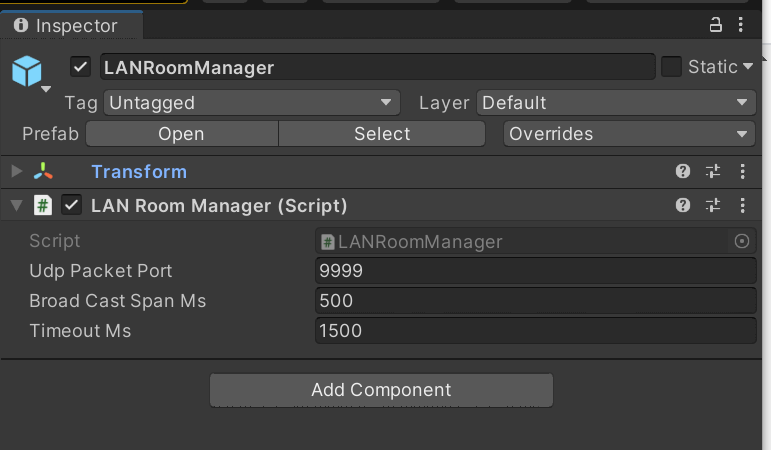 Inspector
LANRoomManager Static
Tag Untagged Layer Default
Prefab Open Select Overrides
Transform
# LAN Room Manager (Script)
Script # LANRoomManager
Udp Packet Port 9999
Broad Cast Span Ms 500
Timeout Ms 1500
Add Component